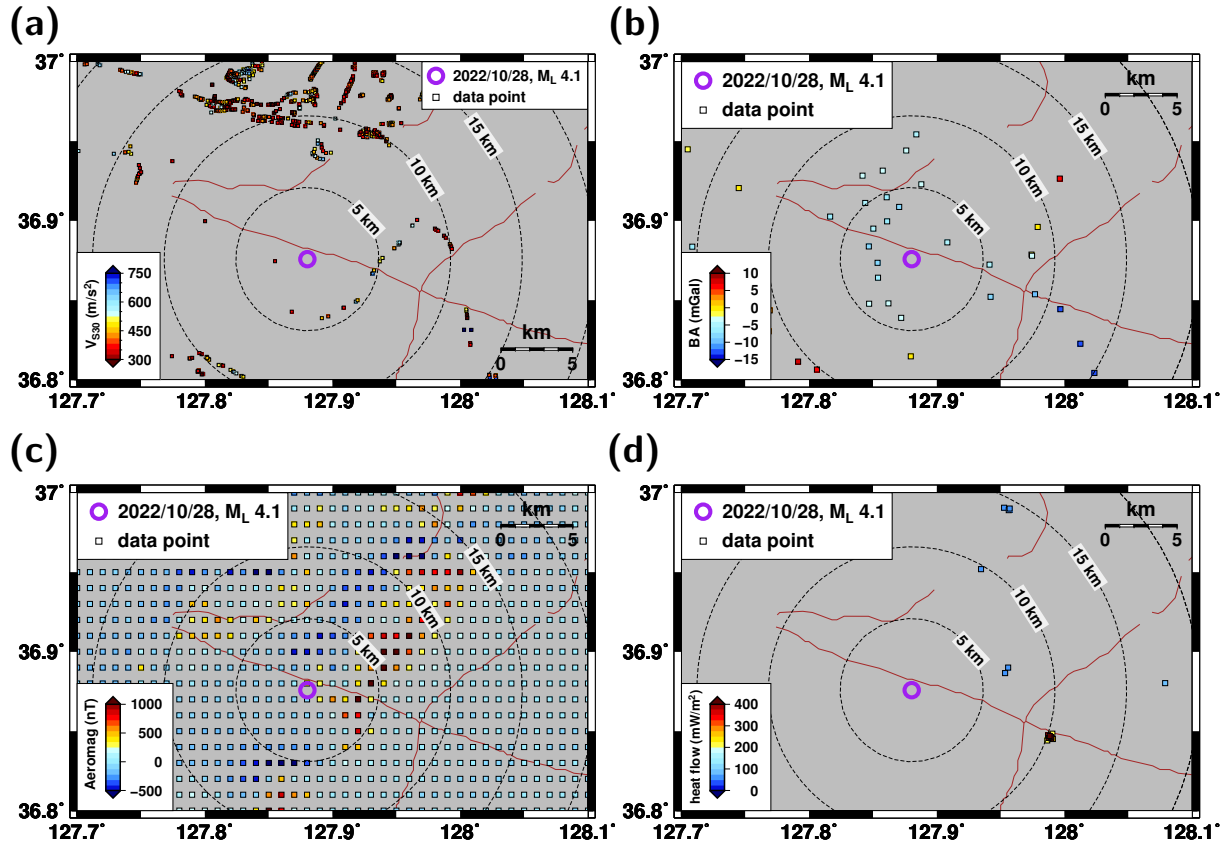 (a)
37°
36.9°
36.8°
127.7°
127.8°
127.9°
128°
128.1°
2022/10/28, M_L 4.1
data point
15 km
10 km
5 km
750
600
450
300
V_S30 (m/s²)
km
0 5
(b)
37°
36.9°
36.8°
127.7°
127.8°
127.9°
128°
128.1°
2022/10/28, M_L 4.1
data point
km
0 5
15 km
10 km
5 km
10
5
0
−5
−10
−15
BA (mGal)
(c)
37°
36.9°
36.8°
127.7°
127.8°
127.9°
128°
128.1°
2022/10/28, M_L 4.1
data point
km
0 5
15 km
10 km
5 km
1000
500
0
−500
Aeromag (nT)
(d)
37°
36.9°
36.8°
127.7°
127.8°
127.9°
128°
128.1°
2022/10/28, M_L 4.1
data point
km
0 5
15 km
10 km
5 km
400
300
200
100
0
heat flow (mW/m²)